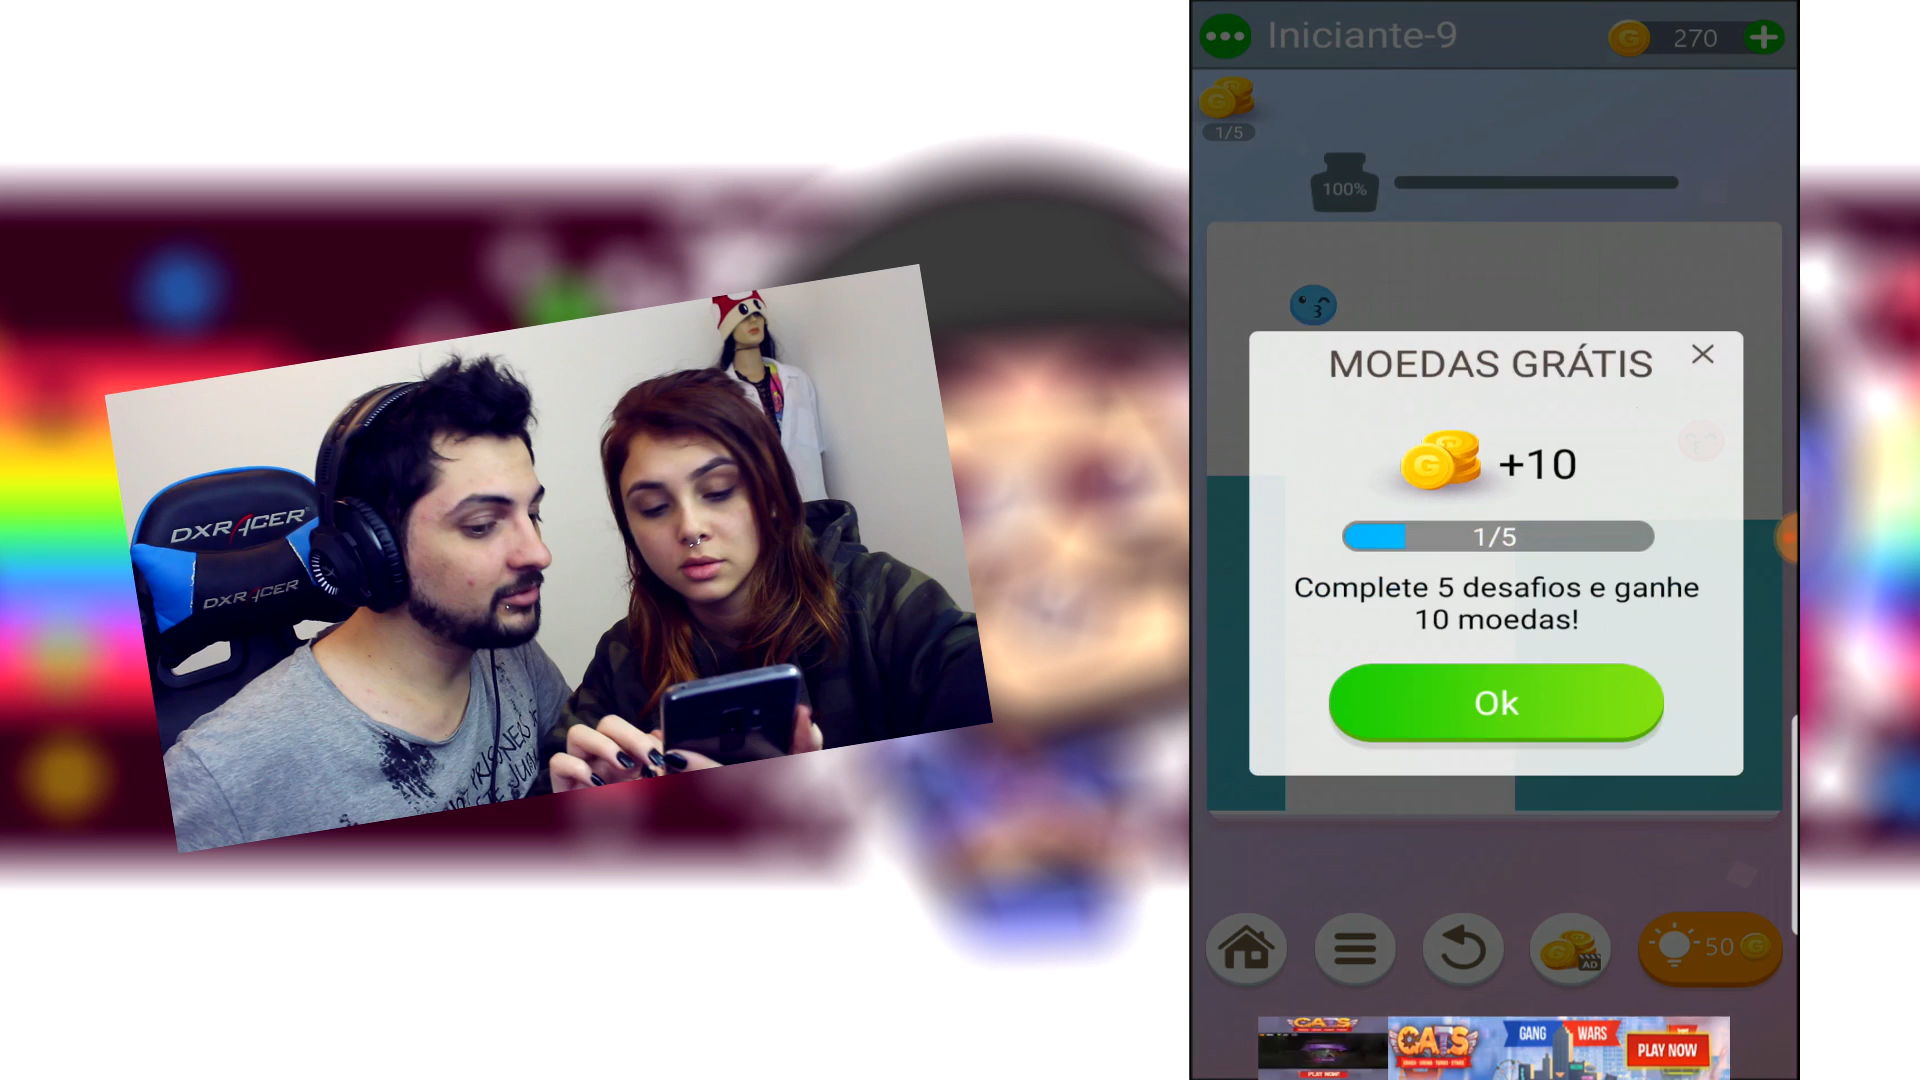 Iniciante-9
270
1/5
100%
MOEDAS GRÁTIS
+10
1/5
Complete 5 desafios e ganhe
10 moedas!
Ok
50
AD
CATS
GANG WARS
PLAY NOW
DXRACER
DXRACER